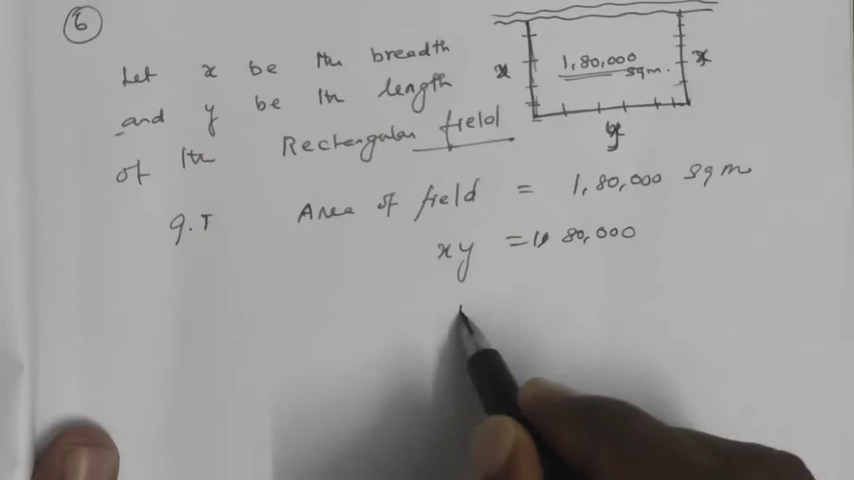 6
Let x be the breadth
and y be the length
of the Rectangular field
x 1,80,000 sqm. x
y
G.T Area of field = 1,80,000 sqm
xy = 1,80,000